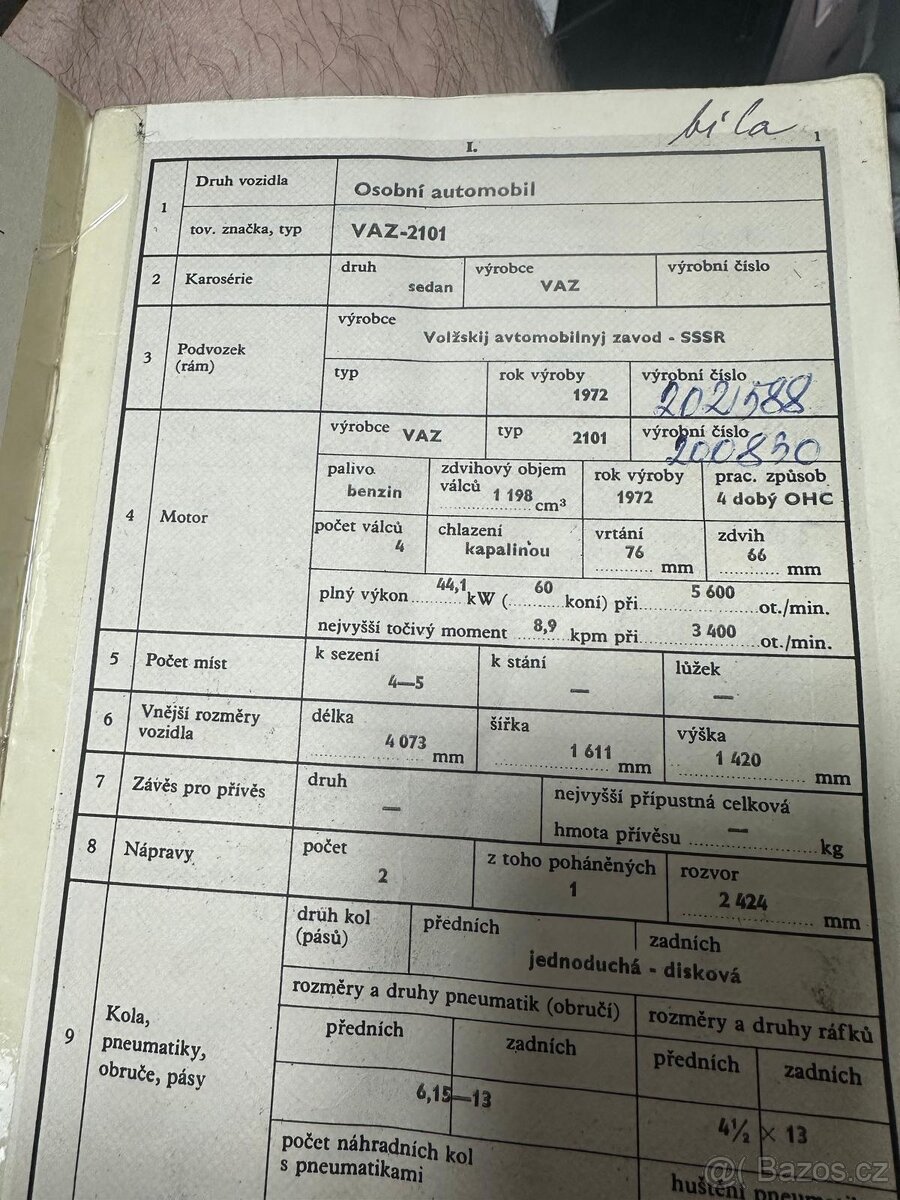 bíla
I. 1
1 Druh vozidla Osobní automobil
tov. značka, typ VAZ-2101
2 Karosérie druh sedan výrobce VAZ výrobní číslo
3 Podvozek (rám) výrobce Volžskij avtomobilnyj zavod - SSSR
typ rok výroby 1972 výrobní číslo 2021588
4 Motor výrobce VAZ typ 2101 výrobní číslo 200830
palivo benzin zdvihový objem válců 1 198 cm³ rok výroby 1972 prac. způsob 4 dobý OHC
počet válců 4 chlazení kapalinou vrtání 76 mm zdvih 66 mm
plný výkon 44,1 kW ( 60 koní) při 5 600 ot./min.
nejvyšší točivý moment 8,9 kpm při 3 400 ot./min.
5 Počet míst k sezení 4—5 k stání — lůžek —
6 Vnější rozměry vozidla délka 4 073 mm šířka 1 611 mm výška 1 420 mm
7 Závěs pro přívěs druh — nejvyšší přípustná celková
hmota přívěsu — kg
8 Nápravy počet 2 z toho poháněných 1 rozvor 2 424 mm
9 Kola, pneumatiky, obruče, pásy druh kol (pásů) předních zadních
jednoduchá - disková
rozměry a druhy pneumatik (obručí) rozměry a druhy ráfků
předních zadních předních zadních
6,15—13 4½ × 13
počet náhradních kol
s pneumatikami
huštění
@( Bazos.cz